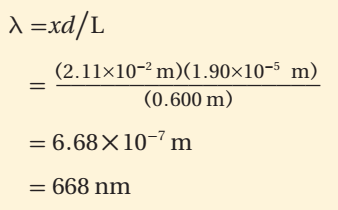 λ =xd/L
= (2.11×10⁻² m)(1.90×10⁻⁵ m)
(0.600 m)
= 6.68×10⁻⁷ m
= 668 nm